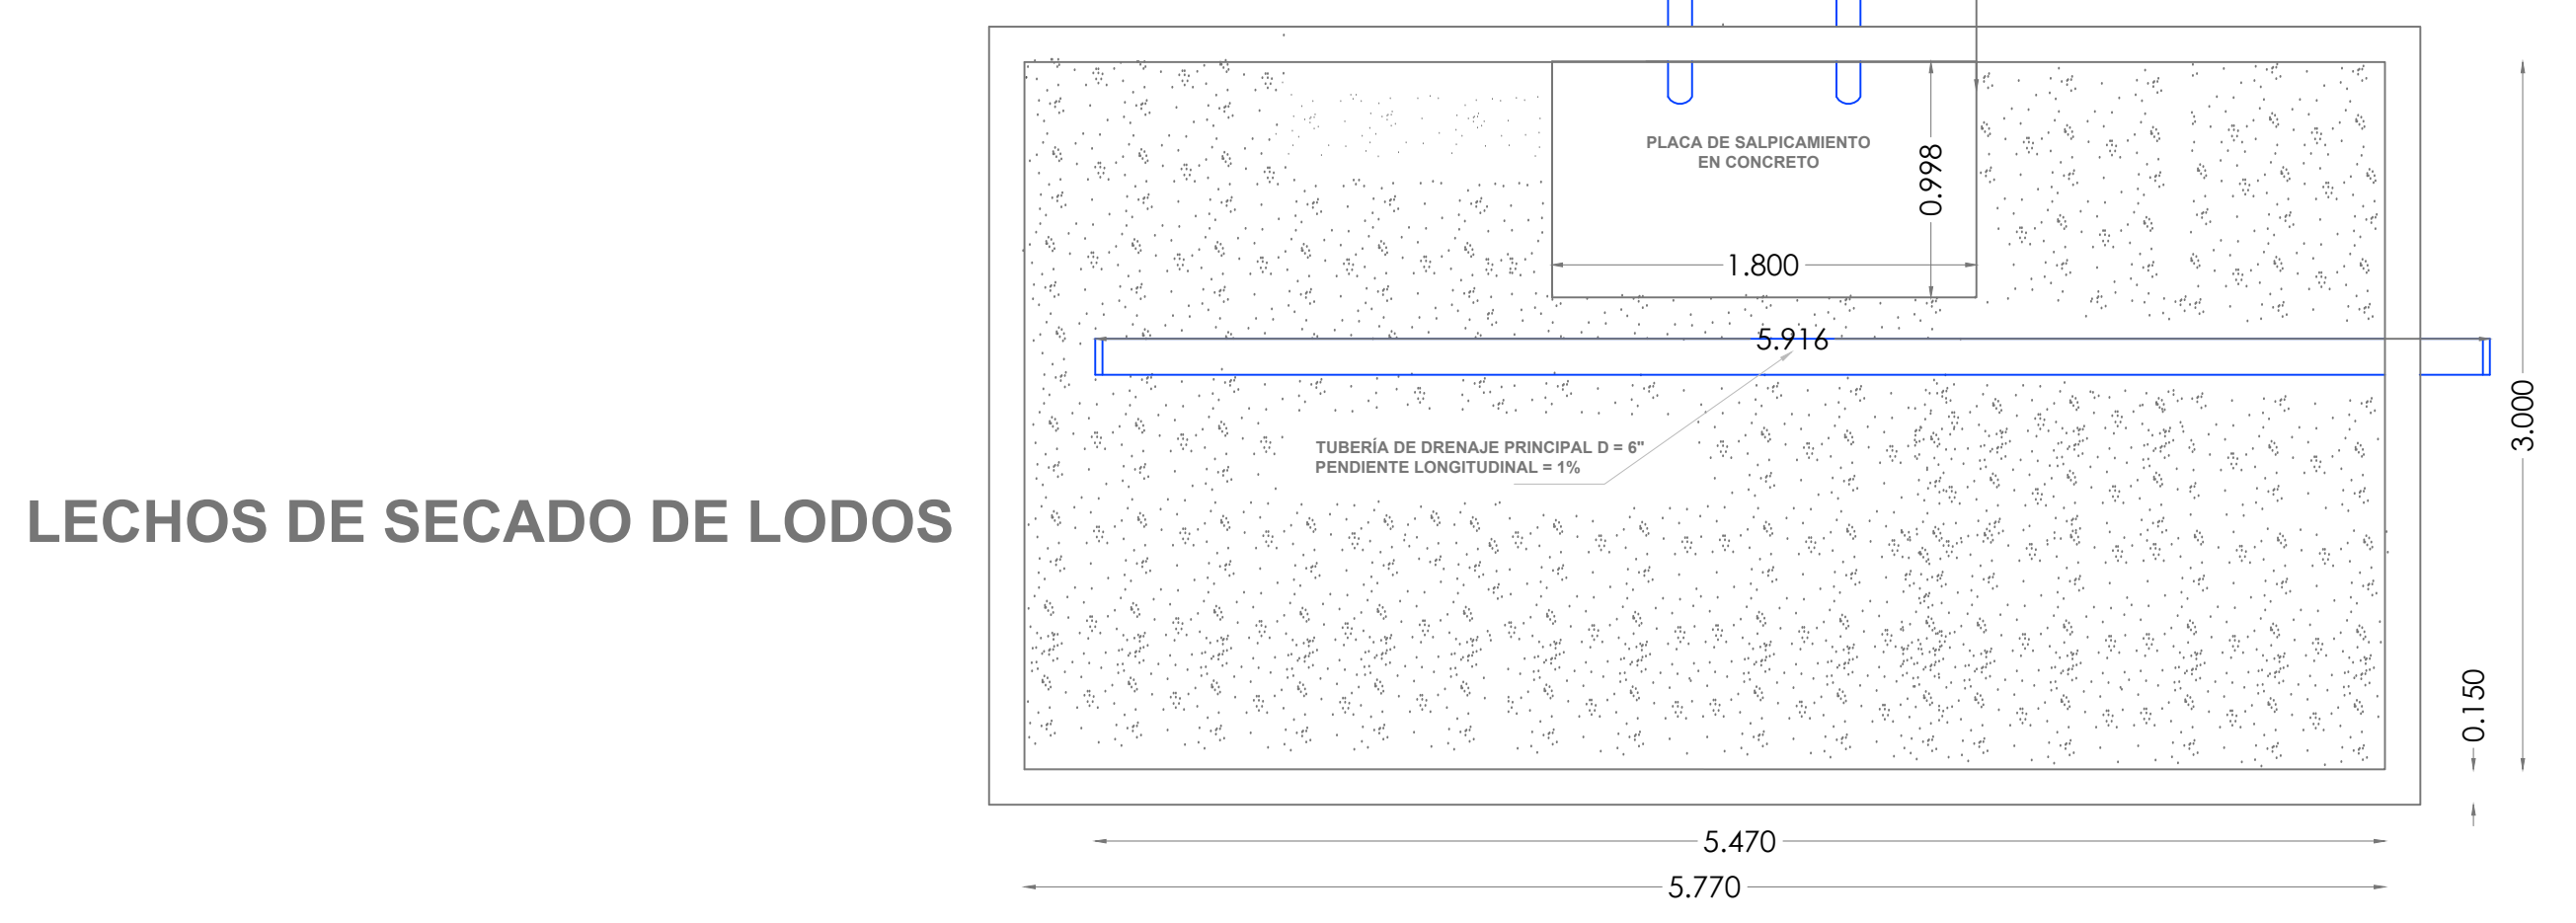 PLACA DE SALPICAMIENTO
EN CONCRETO
0.998
1.800
5.916
3.000
TUBERÍA DE DRENAJE PRINCIPAL D = 6"
PENDIENTE LONGITUDINAL = 1%
LECHOS DE SECADO DE LODOS
0.150
5.470
5.770